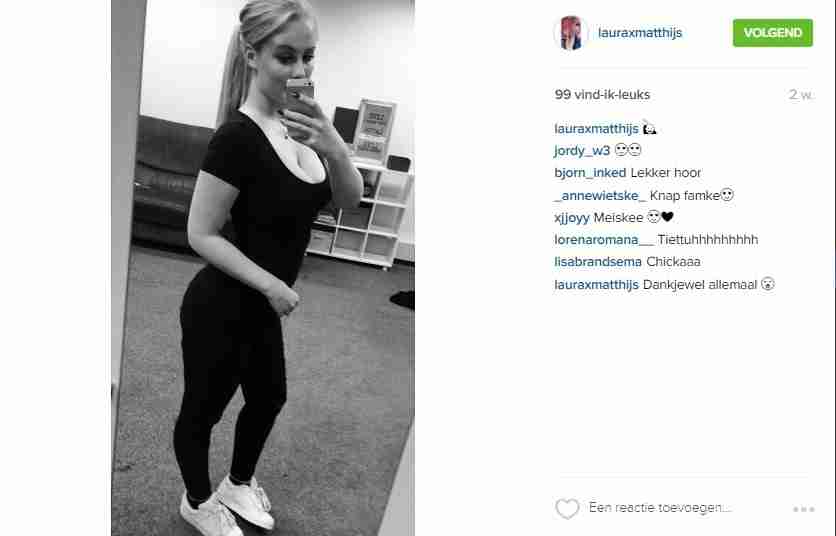 lauraxmatthijs VOLGEND
99 vind-ik-leuks 2 w.
lauraxmatthijs
jordy_w3
bjorn_inked Lekker hoor
_annewietske_ Knap famke
xjjoyy Meiskee
lorenaromana__ Tiettuhhhhhhhhh
lisabrandsema Chickaaa
lauraxmatthijs Dankjewel allemaal
Een reactie toevoegen...